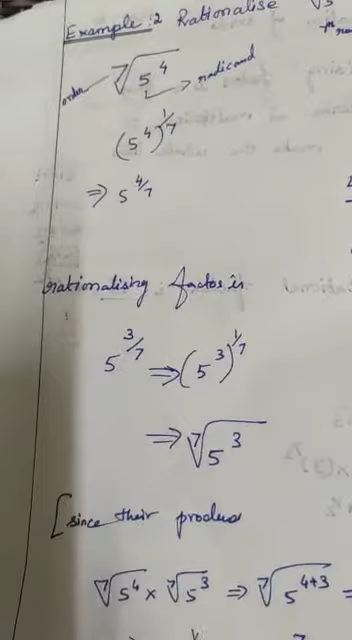 Example:2 Rationalise
⁷√5⁴
order radicand
(5⁴)^1/7
⇒ 5^4/7
rationalising factor is
5^3/7 ⇒ (5³)^1/7
⇒ ⁷√5³
[since their produc
⁷√5⁴ × ⁷√5³ ⇒ ⁷√5⁴⁺³ =